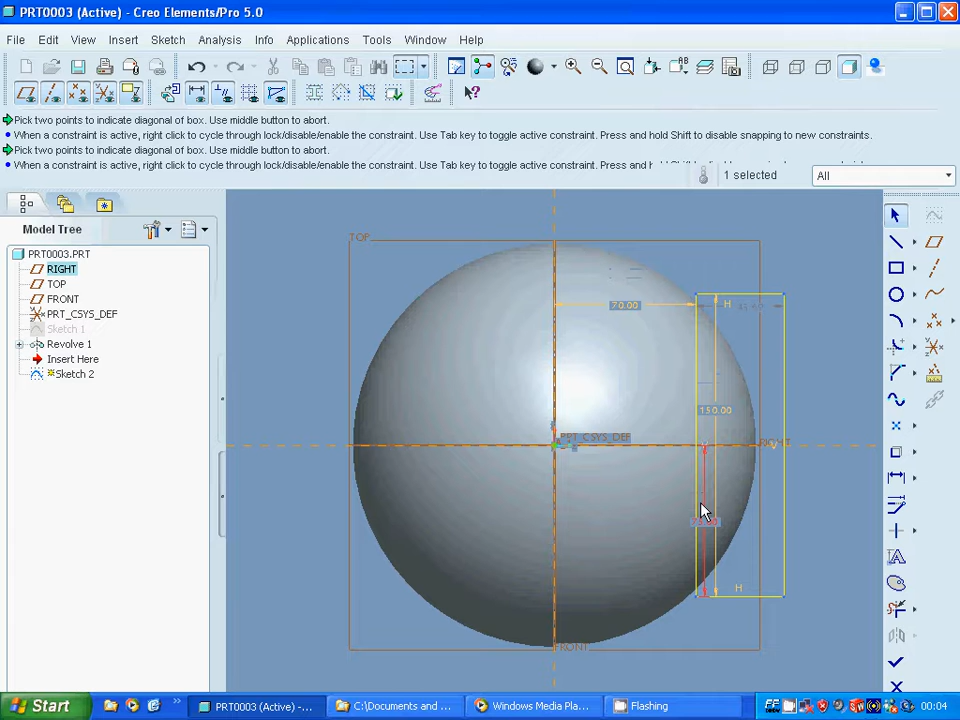 PRT0003 (Active) - Creo Elements/Pro 5.0
File Edit View Insert Sketch Analysis Info Applications Tools Window Help
Pick two points to indicate diagonal of box. Use middle button to abort.
When a constraint is active, right click to cycle through lock/disable/enable the constraint. Use Tab key to toggle active constraint. Press and hold Shift to disable snapping to new constraints.
Pick two points to indicate diagonal of box. Use middle button to abort.
When a constraint is active, right click to cycle through lock/disable/enable the constraint. Use Tab key to toggle active constraint. Press and
1 selected All
Model Tree
PRT0003.PRT
RIGHT
TOP
FRONT
PRT_CSYS_DEF
Sketch 1
Revolve 1
Insert Here
Sketch 2
TOP
70.00
H
150.00
PRT_CSYS_DEF
RIGHT
V
H
FRONT
Start PRT0003 (Active) -... C:\Documents and ... Windows Media Pla... Flashing 00:04